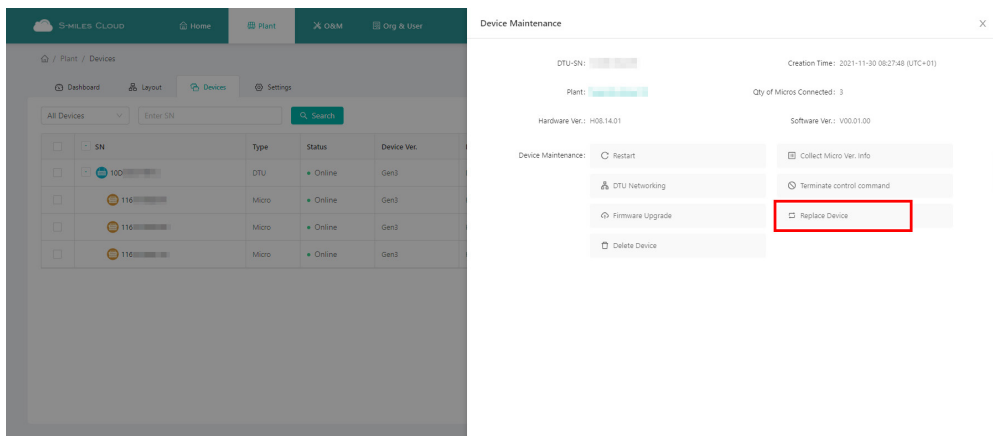 S-MILES CLOUD
Home
Plant
O&M
Org & User
Device Maintenance
/ Plant / Devices
Dashboard
Layout
Devices
Settings
All Devices
Enter SN
Search
SN Type Status Device Ver.
10D DTU Online Gen3
116 Micro Online Gen3
116 Micro Online Gen3
116 Micro Online Gen3
DTU-SN:
Creation Time: 2021-11-30 08:27:48 (UTC+01)
Plant:
Qty of Micros Connected: 3
Hardware Ver.: H08.14.01
Software Ver.: V00.01.00
Device Maintenance:
Restart
Collect Micro Ver. Info
DTU Networking
Terminate control command
Firmware Upgrade
Replace Device
Delete Device